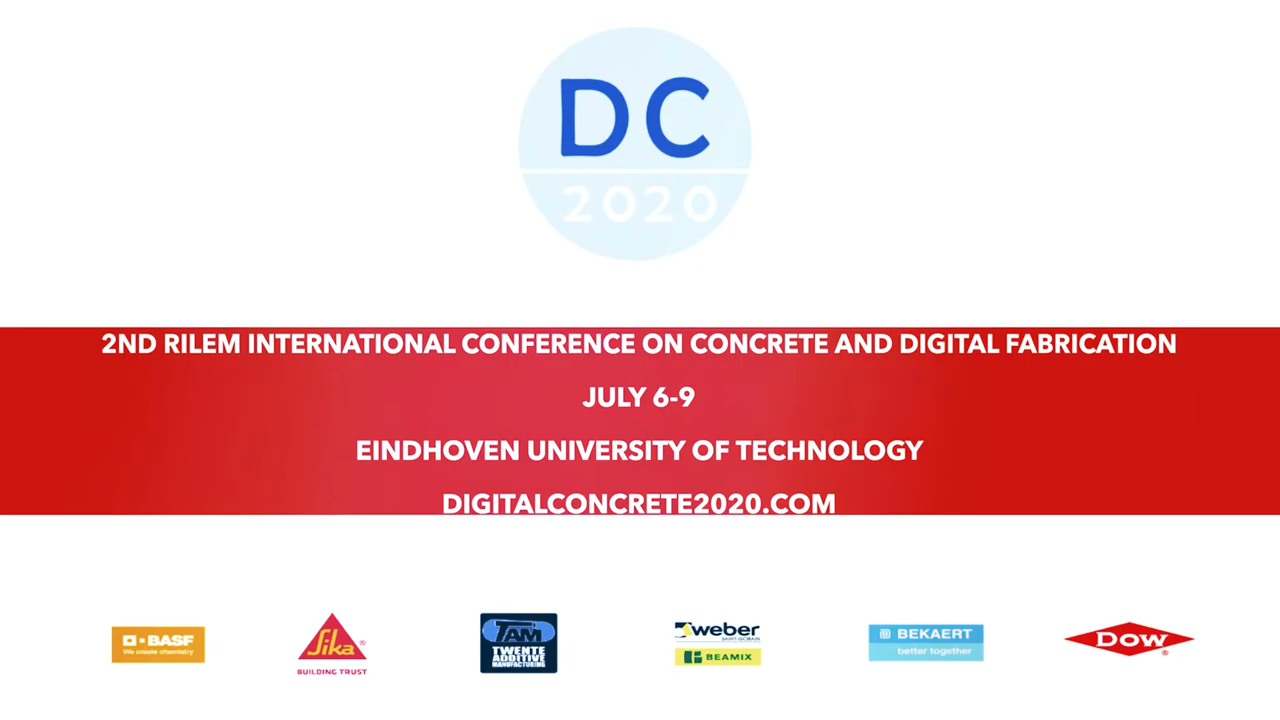 DC
2020
2ND RILEM INTERNATIONAL CONFERENCE ON CONCRETE AND DIGITAL FABRICATION
JULY 6-9
EINDHOVEN UNIVERSITY OF TECHNOLOGY
DIGITALCONCRETE2020.COM
BASF
We create chemistry
Sika®
BUILDING TRUST
TAM
TWENTE
ADDITIVE
MANUFACTURING
weber
SAINT-GOBAIN
BEAMIX
BEKAERT
better together
DOW®